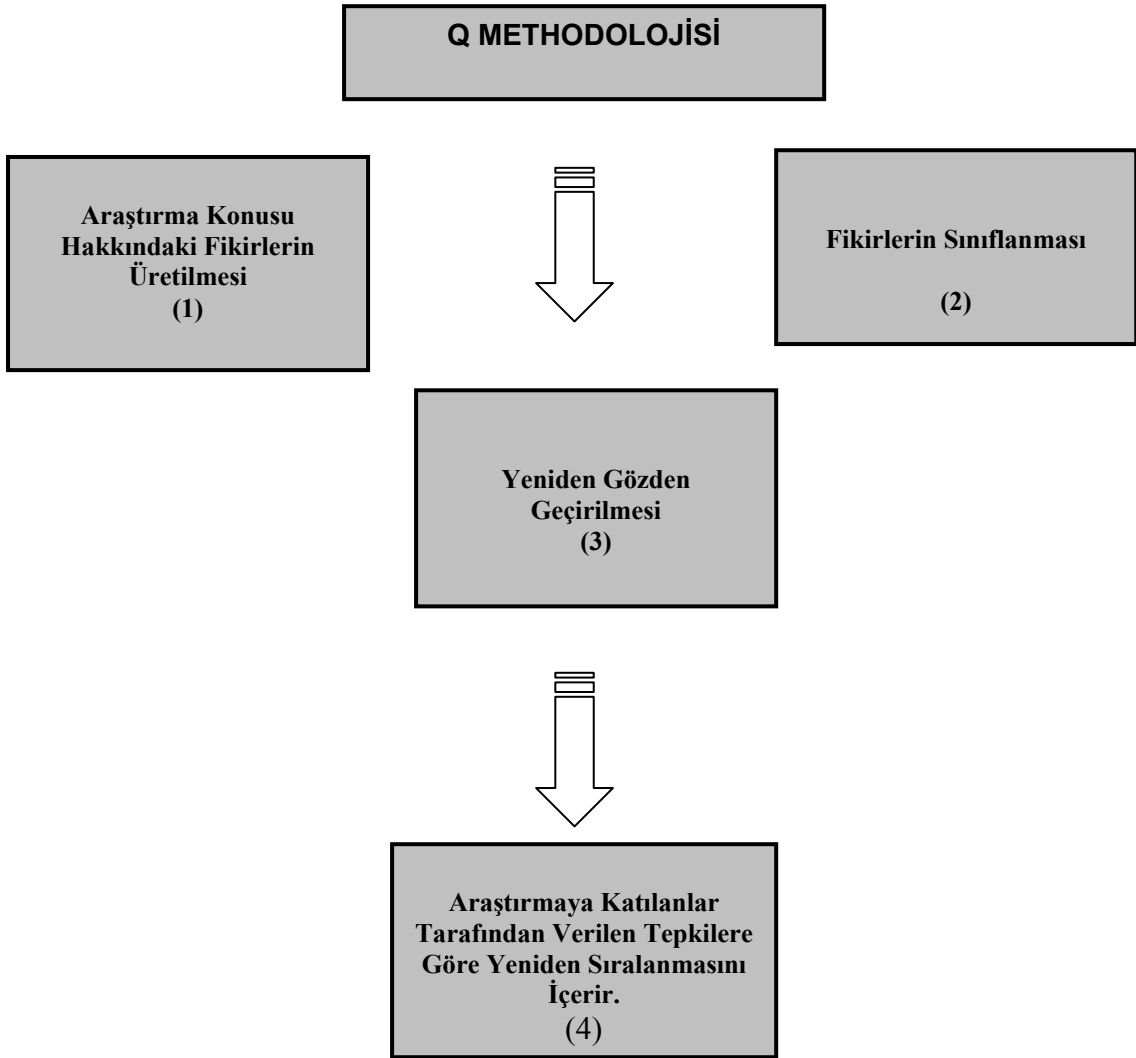 Q METHODOLOJİSİ
Araştırma Konusu
Hakkındaki Fikirlerin
Üretilmesi
(1)
Fikirlerin Sınıflanması
(2)
Yeniden Gözden
Geçirilmesi
(3)
Araştırmaya Katılanlar
Tarafından Verilen Tepkilere
Göre Yeniden Sıralanmasını
İçerir.
(4)